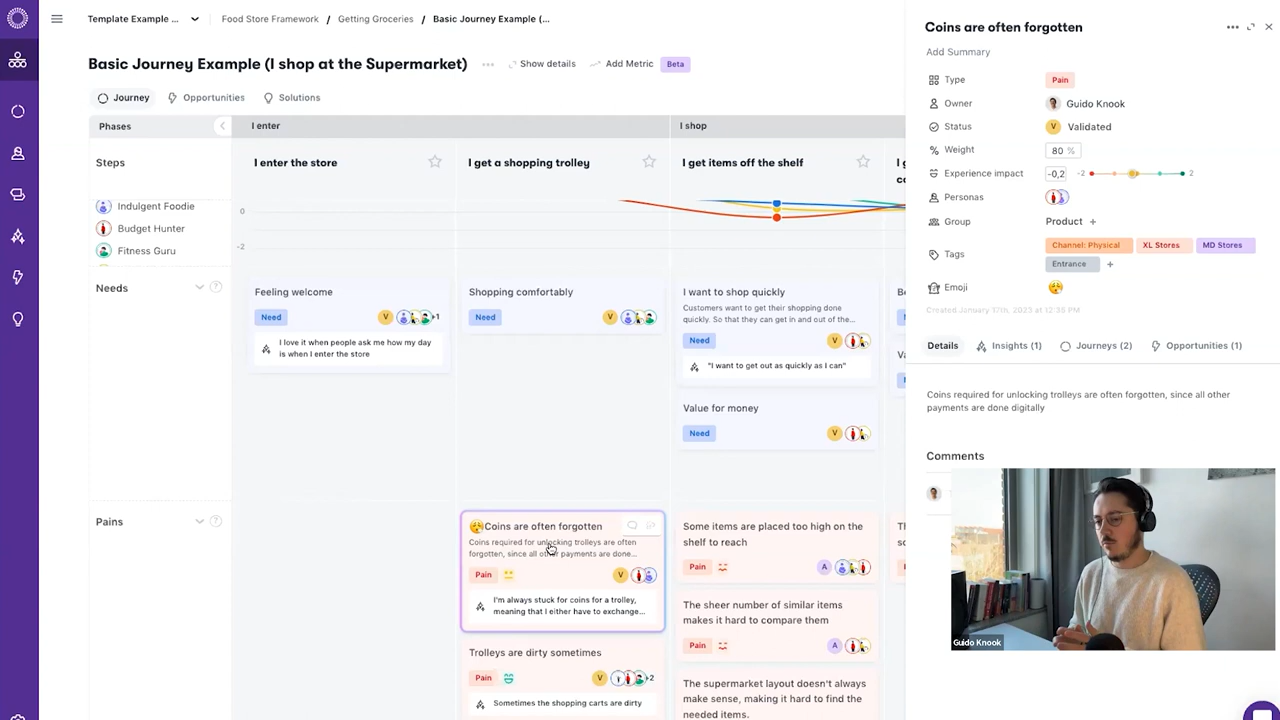 Template Example ...
Food Store Framework / Getting Groceries / Basic Journey Example (...
Basic Journey Example (I shop at the Supermarket)
Show details
Add Metric
Beta
Journey
Opportunities
Solutions
Phases
I enter
I shop
Steps
I enter the store
I get a shopping trolley
I get items off the shelf
Indulgent Foodie
Budget Hunter
Fitness Guru
0
-2
Needs
Feeling welcome
Need
V
+1
I love it when people ask me how my day
is when I enter the store
Shopping comfortably
Need
V
I want to shop quickly
Customers want to get their shopping done
quickly. So that they can get in and out of the...
Need
V
"I want to get out as quickly as I can"
Value for money
Need
V
Pains
Coins are often forgotten
Coins required for unlocking trolleys are often
forgotten, since all other payments are done...
Pain
V
I'm always stuck for coins for a trolley,
meaning that I either have to exchange...
Trolleys are dirty sometimes
Pain
V
+2
Sometimes the shopping carts are dirty
Some items are placed too high on the
shelf to reach
Pain
A
The sheer number of similar items
makes it hard to compare them
Pain
A
The supermarket layout doesn't always
make sense, making it hard to find the
needed items.
Coins are often forgotten
Add Summary
Type
Pain
Owner
Guido Knook
Status
V
Validated
Weight
80 %
Experience impact
-0,2
-2
2
Personas
Group
Product +
Tags
Channel: Physical
XL Stores
MD Stores
Entrance
+
Emoji
Created January 17th, 2023 at 12:35 PM
Details
Insights (1)
Journeys (2)
Opportunities (1)
Coins required for unlocking trolleys are often forgotten, since all other
payments are done digitally
Comments
Guido Knook